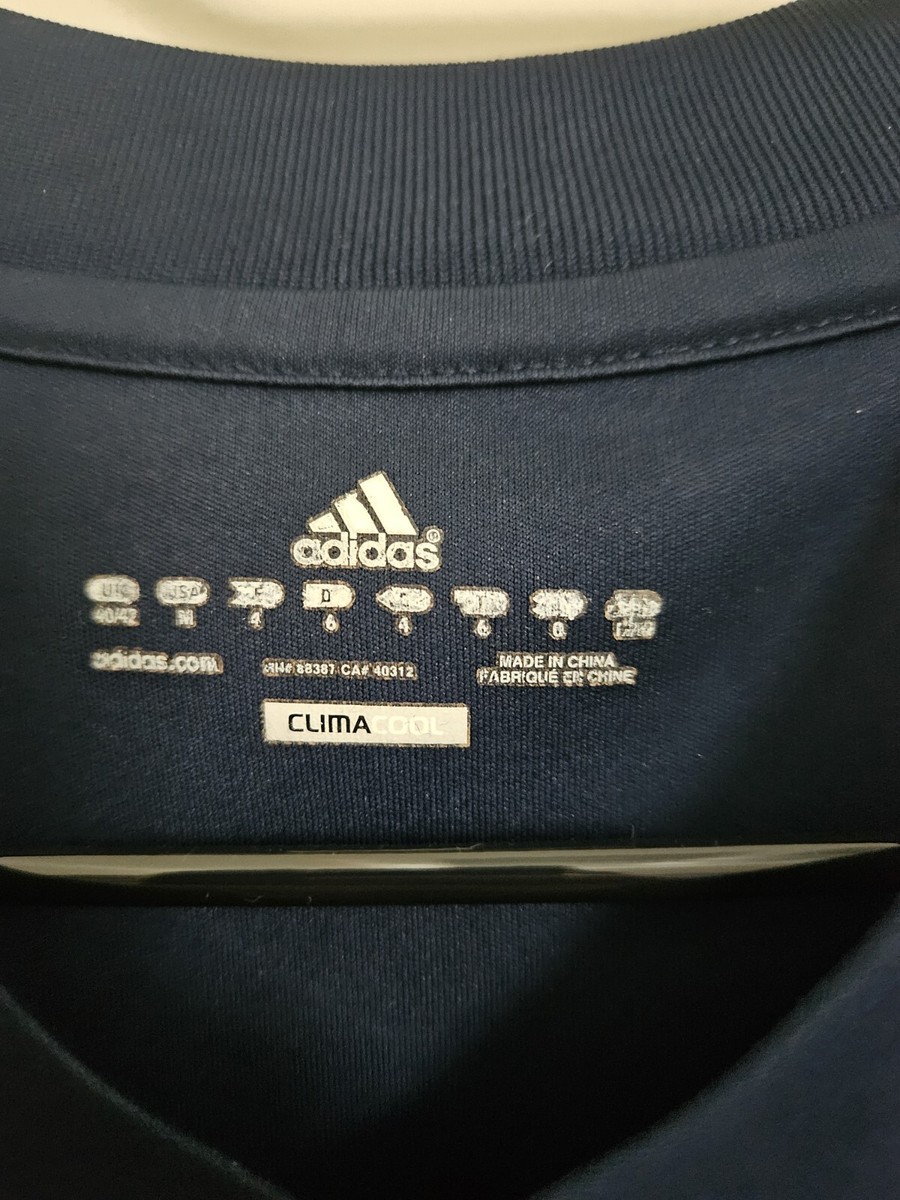 adidas®
UK USA F D E I
40/42 M 4 6 4 6
adidas.com RN# 88387 CA# 40312 MADE IN CHINA
FABRIQUÉ EN CHINE
CLIMACOOL